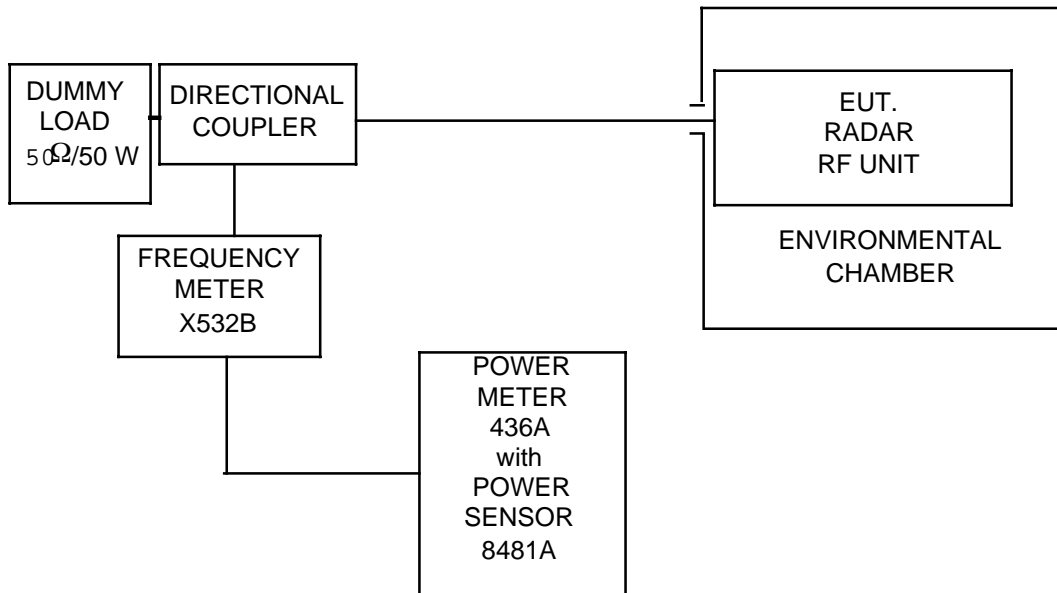 DUMMY
LOAD
50Ω/50 W
DIRECTIONAL
COUPLER
EUT.
RADAR
RF UNIT
ENVIRONMENTAL
CHAMBER
FREQUENCY
METER
X532B
POWER
METER
436A
with
POWER
SENSOR
8481A